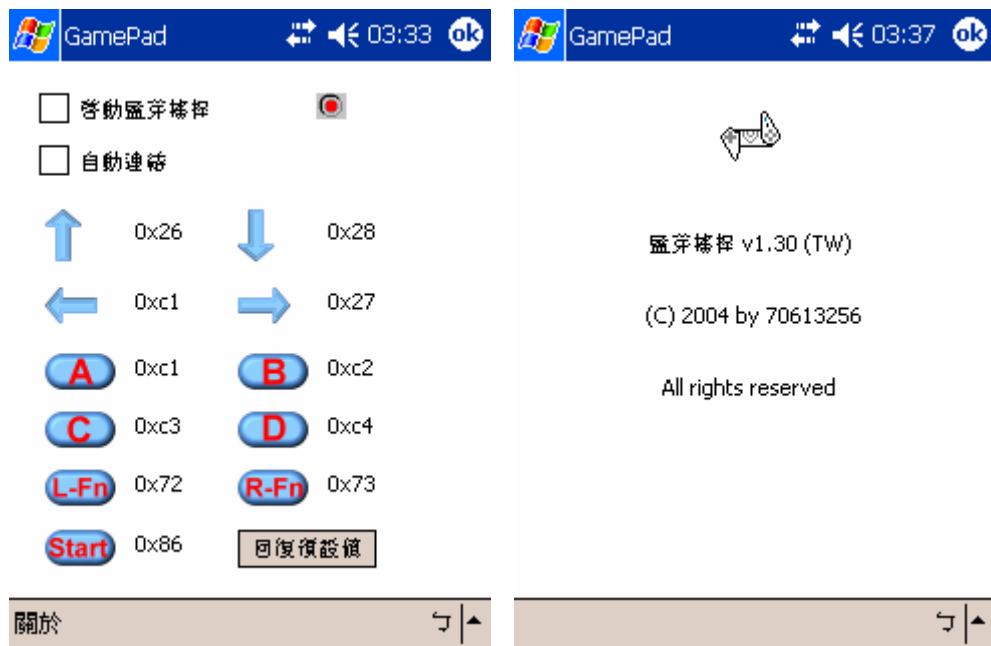 GamePad 03:33 ok
啓動藍芽搖桿
自動連結
0x26 0x28
0xc1 0x27
A 0xc1 B 0xc2
C 0xc3 D 0xc4
L-Fn 0x72 R-Fn 0x73
Start 0x86 回復預設值
關於 ㄅ
GamePad 03:37 ok
藍芽搖桿 v1.30 (TW)
(C) 2004 by 70613256
All rights reserved
ㄅ